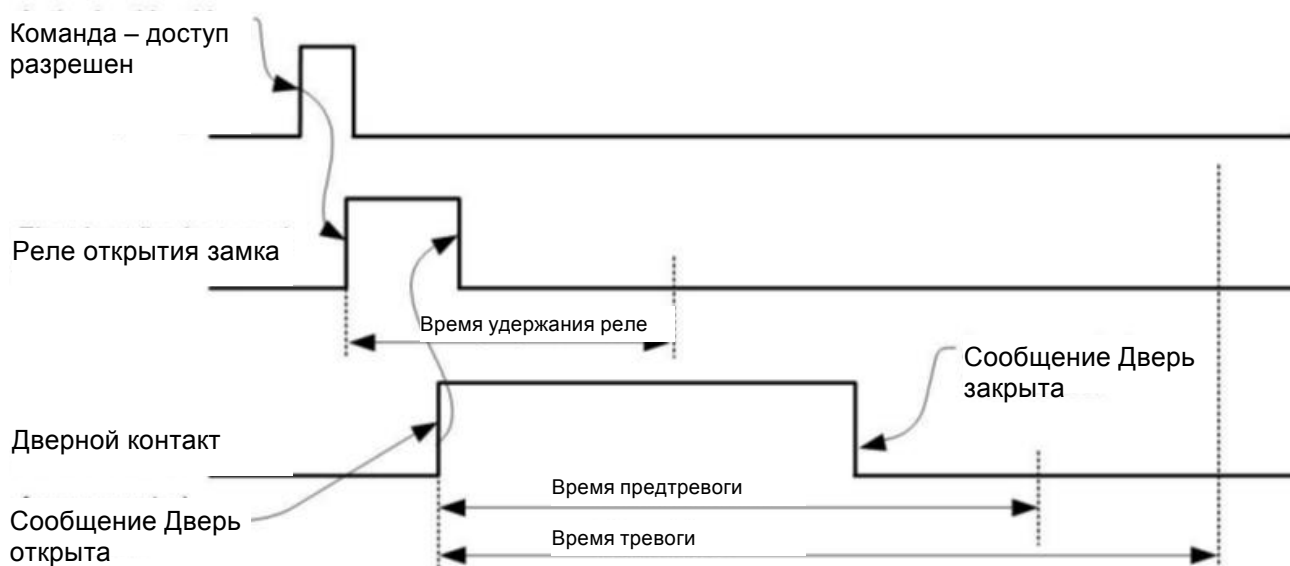 Команда – доступ
разрешен
Реле открытия замка
Время удержания реле
Сообщение Дверь
закрыта
Дверной контакт
Время предтревоги
Сообщение Дверь
открыта
Время тревоги